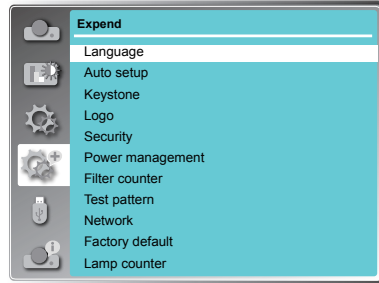 Expend
Language
Auto setup
Keystone
Logo
Security
Power management
Filter counter
Test pattern
Network
Factory default
Lamp counter